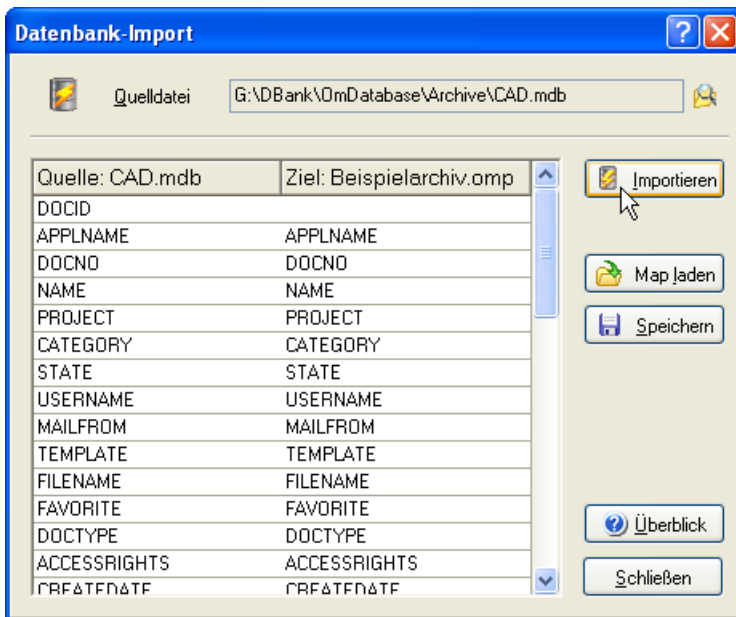 Datenbank-Import
Quelldatei G:\DBank\OmDatabase\Archive\CAD.mdb
Quelle: CAD.mdb Ziel: Beispielarchiv.omp
DOCID
APPLNAME APPLNAME
DOCNO DOCNO
NAME NAME
PROJECT PROJECT
CATEGORY CATEGORY
STATE STATE
USERNAME USERNAME
MAILFROM MAILFROM
TEMPLATE TEMPLATE
FILENAME FILENAME
FAVORITE FAVORITE
DOCTYPE DOCTYPE
ACCESSRIGHTS ACCESSRIGHTS
CREATEDATE CREATEDATE
Importieren
Map laden
Speichern
Überblick
Schließen